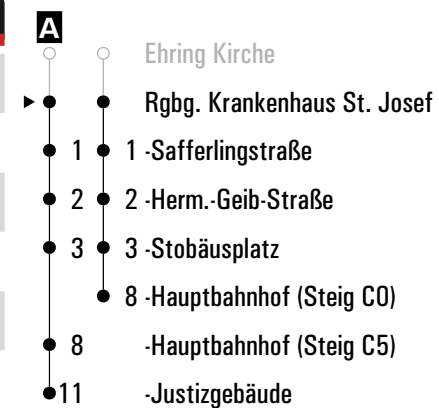 A
Ehring Kirche
Rgbg. Krankenhaus St. Josef
1 1 -Safferlingstraße
2 2 -Herm.-Geib-Straße
3 3 -Stobäusplatz
8 -Hauptbahnhof (Steig C0)
8 -Hauptbahnhof (Steig C5)
11 -Justizgebäude